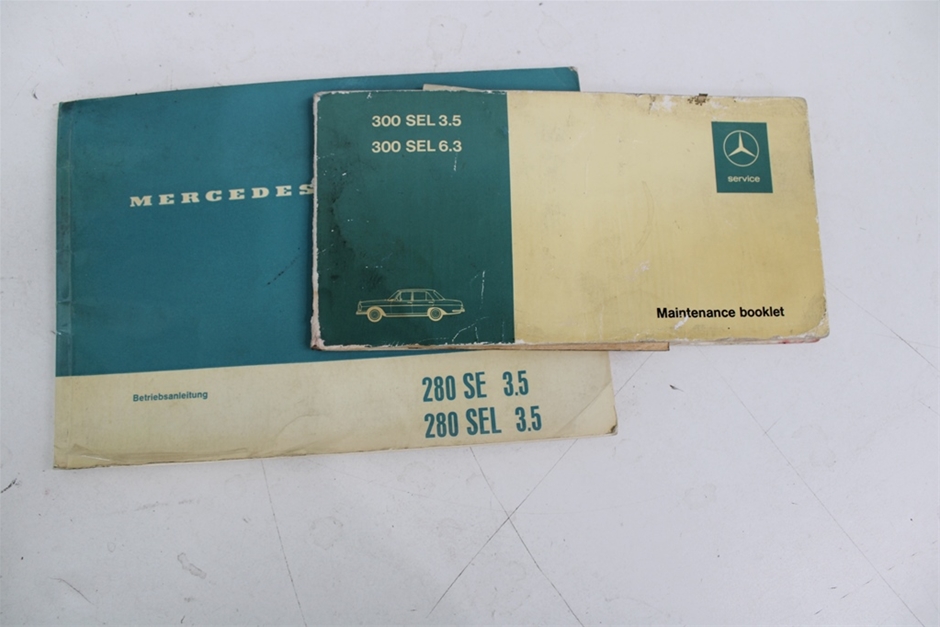 300 SEL 3.5
300 SEL 6.3
service
Maintenance booklet
MERCEDES
Betriebsanleitung
280 SE 3.5
280 SEL 3.5